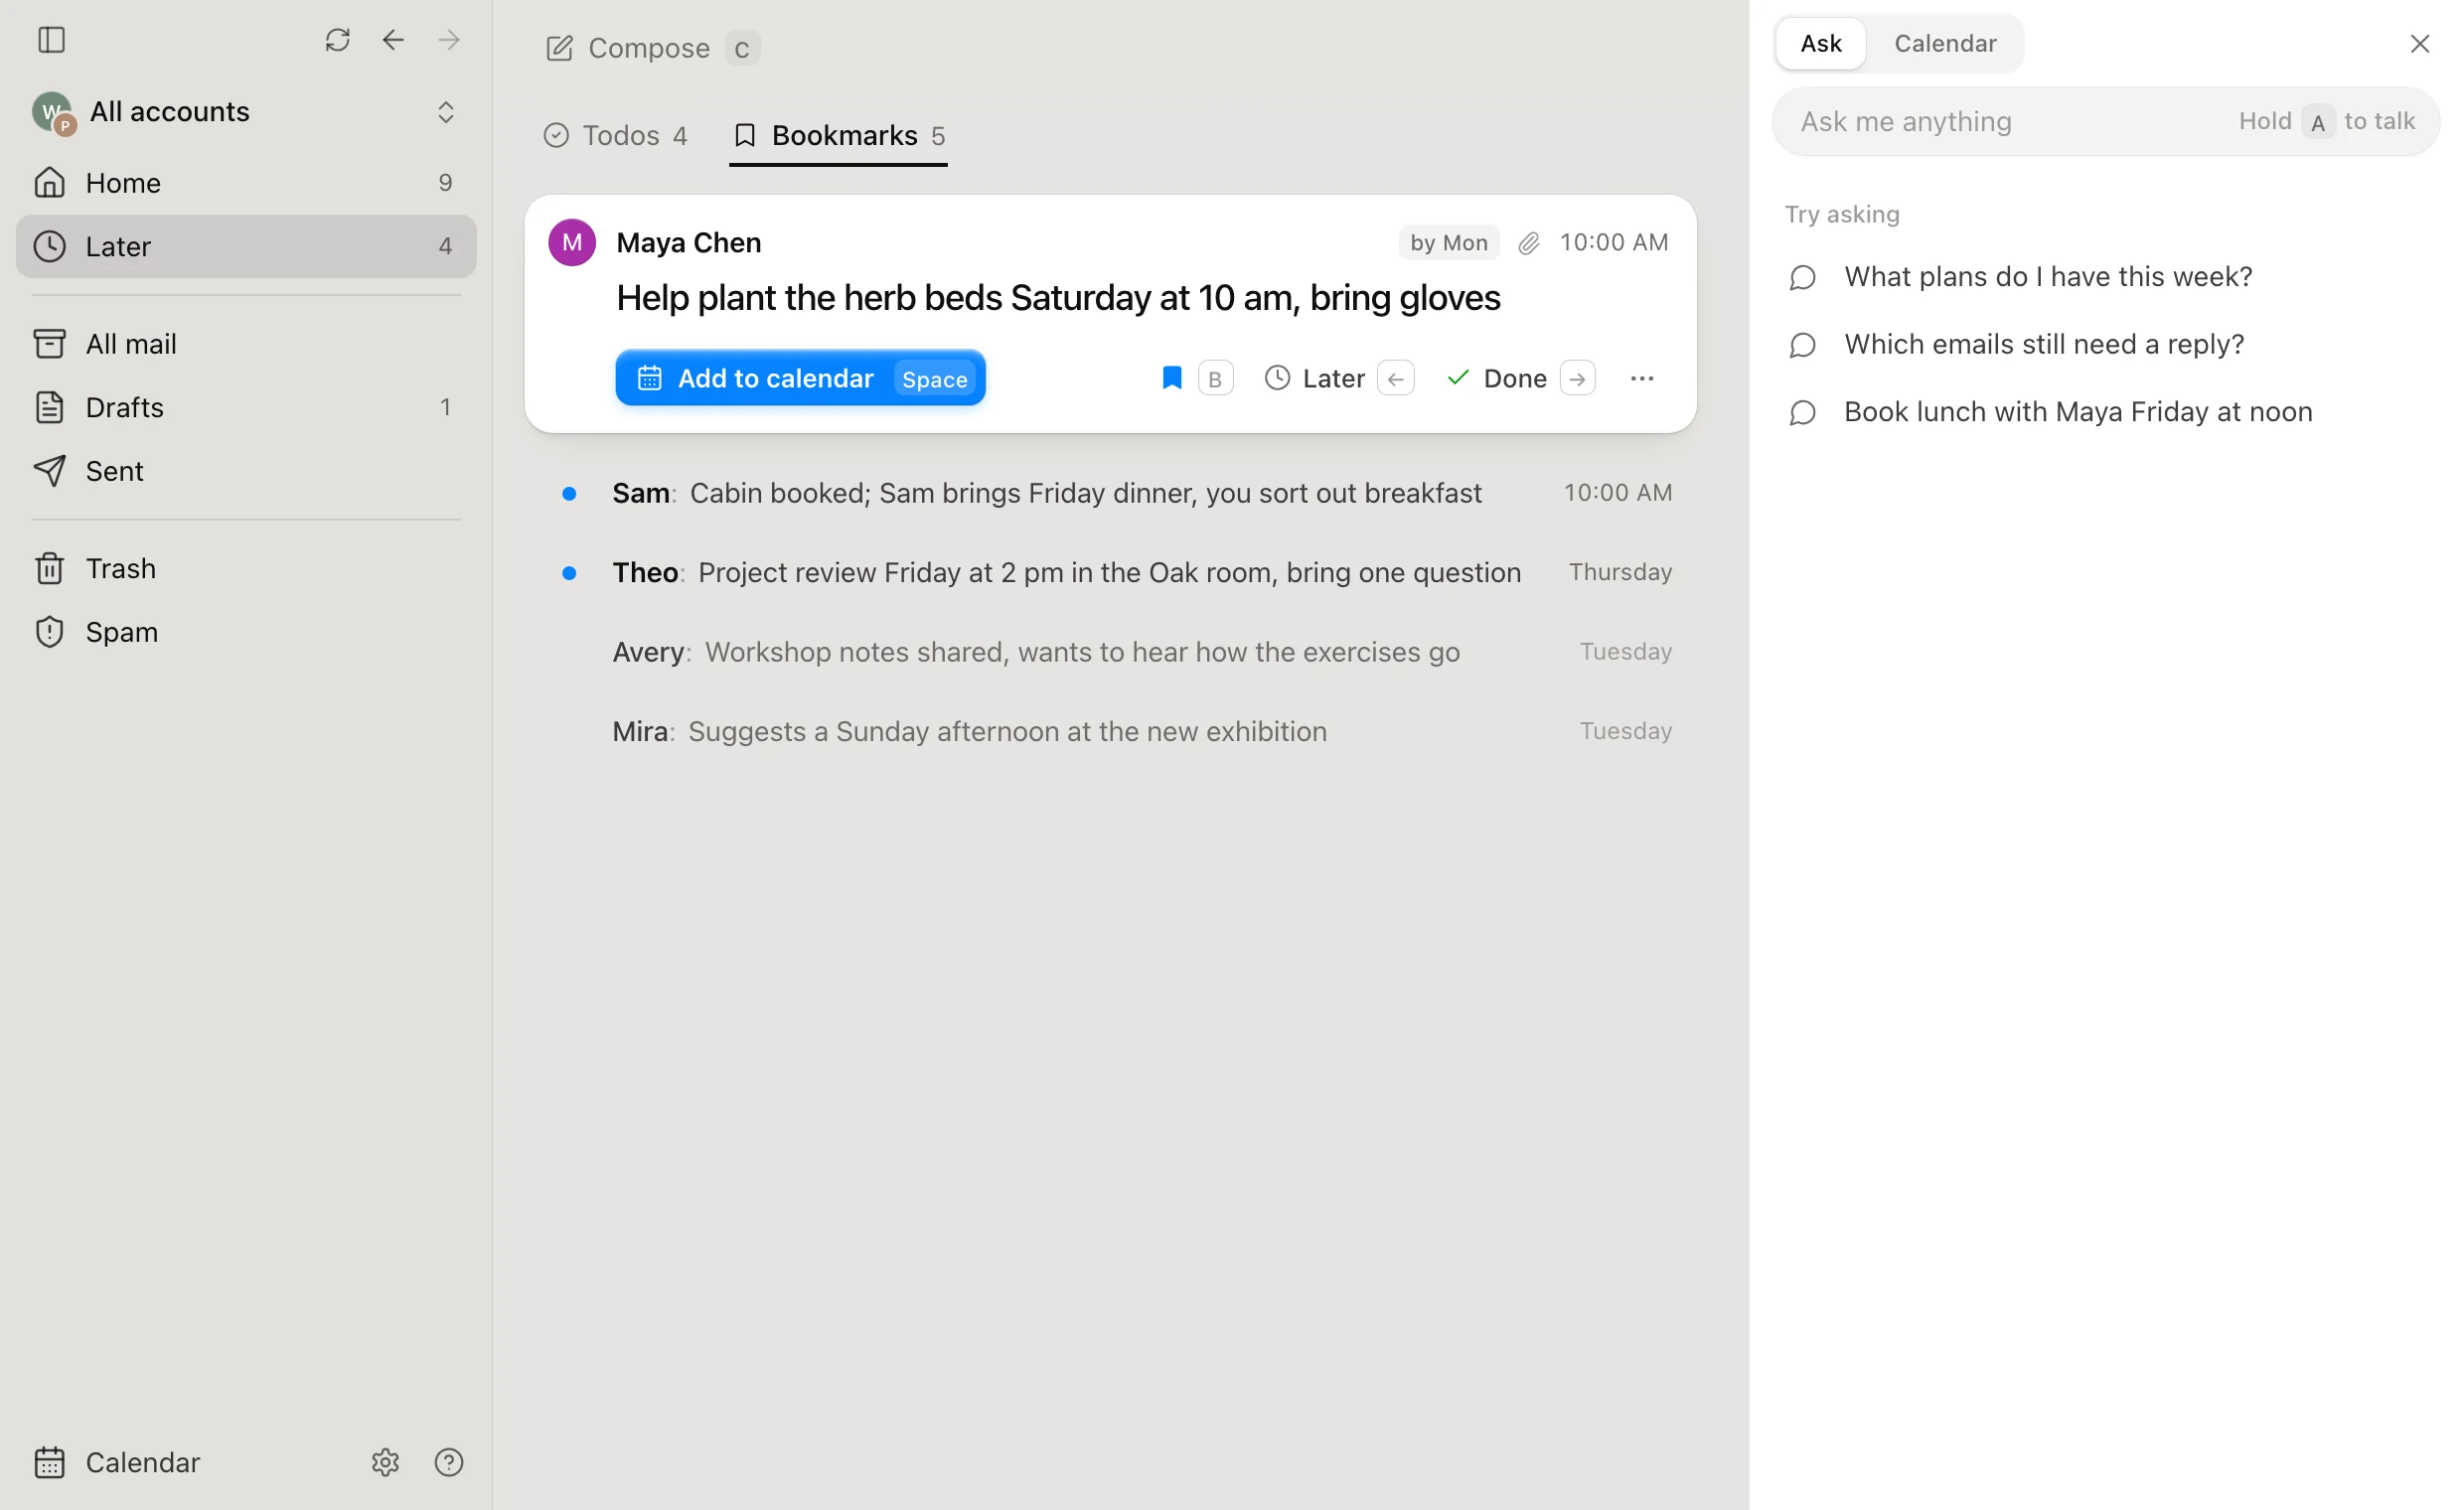 W
P
All accounts
Home 9
Later 4
All mail
Drafts 1
Sent
Trash
Spam
Calendar
Compose C
Todos 4 Bookmarks 5
M Maya Chen by Mon 10:00 AM
Help plant the herb beds Saturday at 10 am, bring gloves
Add to calendar Space B Later ← Done →
Sam: Cabin booked; Sam brings Friday dinner, you sort out breakfast 10:00 AM
Theo: Project review Friday at 2 pm in the Oak room, bring one question Thursday
Avery: Workshop notes shared, wants to hear how the exercises go Tuesday
Mira: Suggests a Sunday afternoon at the new exhibition Tuesday
Ask Calendar
Ask me anything Hold A to talk
Try asking
What plans do I have this week?
Which emails still need a reply?
Book lunch with Maya Friday at noon